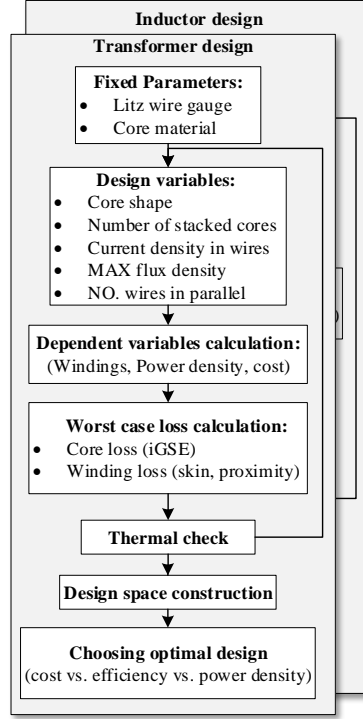 Inductor design
Transformer design
Fixed Parameters:
• Litz wire gauge
• Core material
Design variables:
• Core shape
• Number of stacked cores
• Current density in wires
• MAX flux density
• NO. wires in parallel
Dependent variables calculation:
(Windings, Power density, cost)
Worst case loss calculation:
• Core loss (iGSE)
• Winding loss (skin, proximity)
Thermal check
Design space construction
Choosing optimal design
(cost vs. efficiency vs. power density)